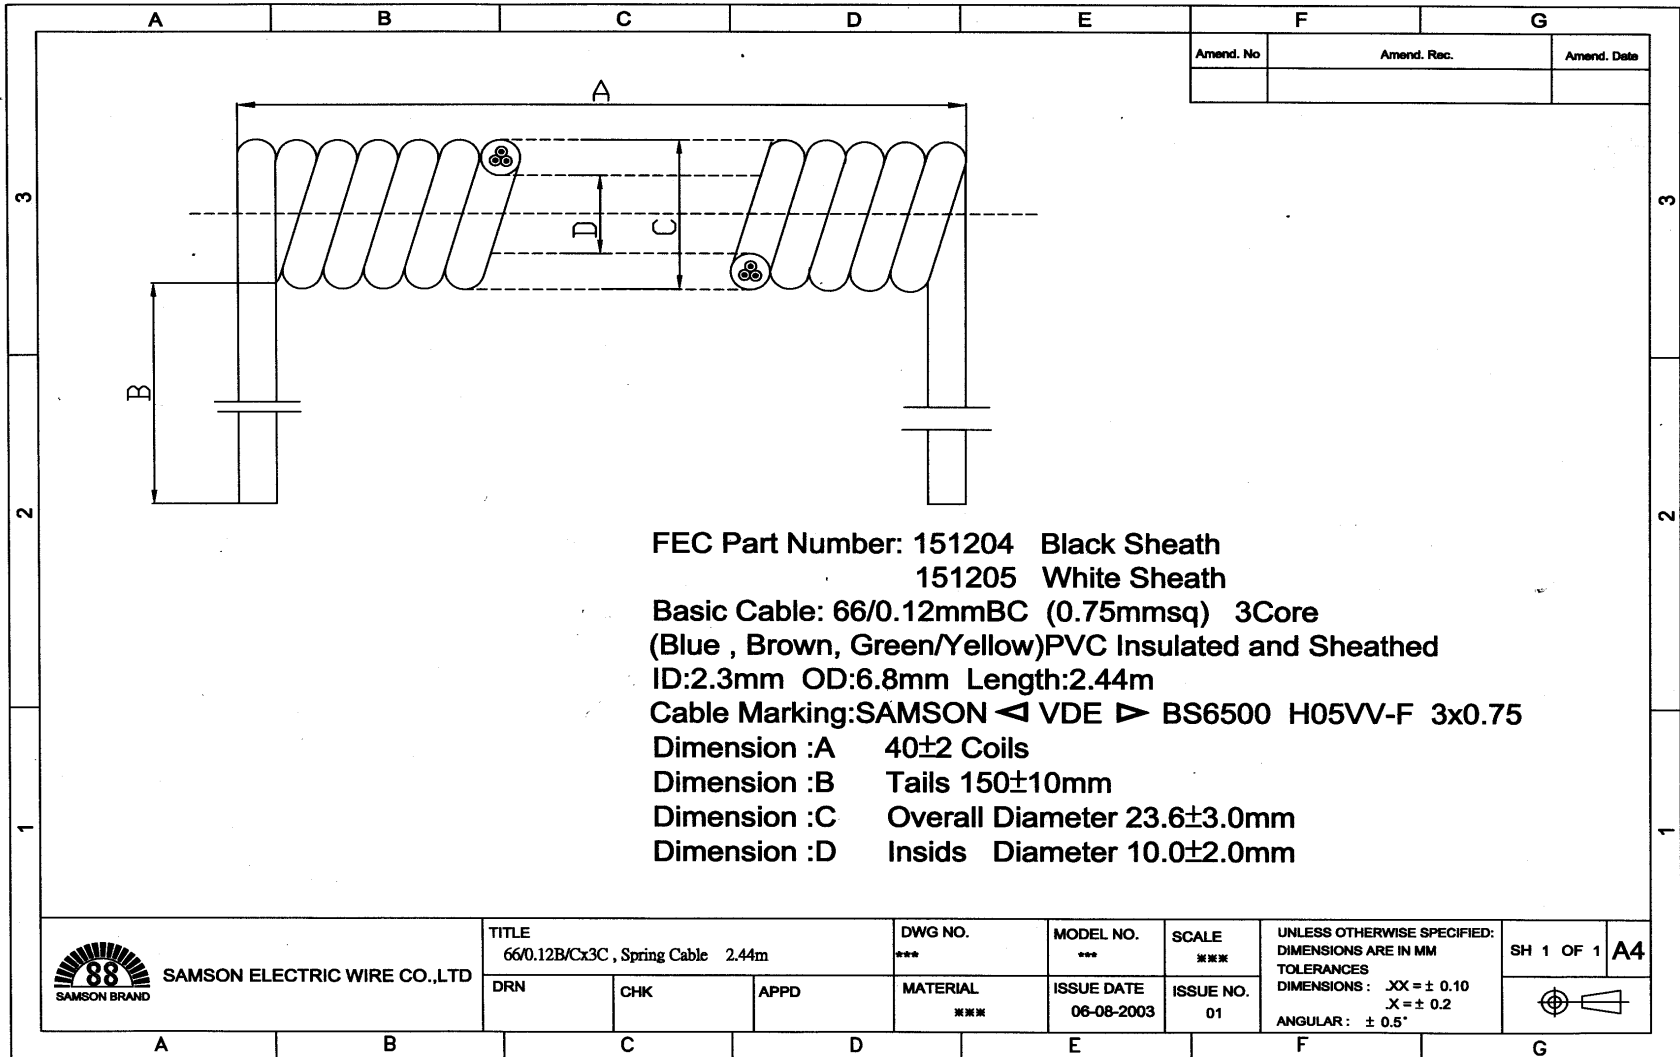 A B C D E F G
Amend. No Amend. Rec. Amend. Date
A
3 3
D C
B
2 2
FEC Part Number: 151204 Black Sheath
151205 White Sheath
Basic Cable: 66/0.12mmBC (0.75mmsq) 3Core
(Blue , Brown, Green/Yellow)PVC Insulated and Sheathed
ID:2.3mm OD:6.8mm Length:2.44m
Cable Marking:SAMSON ◁ VDE ▷ BS6500 H05VV-F 3x0.75
Dimension :A 40±2 Coils
Dimension :B Tails 150±10mm
Dimension :C Overall Diameter 23.6±3.0mm
Dimension :D Insids Diameter 10.0±2.0mm
1 1
88
SAMSON BRAND
SAMSON ELECTRIC WIRE CO.,LTD
TITLE
66/0.12B/Cx3C , Spring Cable 2.44m
DRN CHK APPD
DWG NO.
***
MATERIAL
***
MODEL NO.
***
ISSUE DATE
06-08-2003
SCALE
***
ISSUE NO.
01
UNLESS OTHERWISE SPECIFIED:
DIMENSIONS ARE IN MM
TOLERANCES
DIMENSIONS : .XX = ± 0.10
.X = ± 0.2
ANGULAR : ± 0.5°
SH 1 OF 1 A4
A B C D E F G